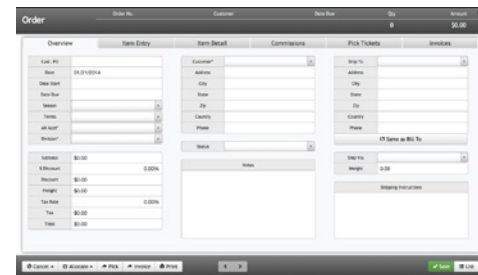 Order
Order No. Customer Date Due Qty Amount
0 $0.00
Overview Item Entry Item Detail Commissions Pick Tickets Invoices
Cust. PO
Date 01/21/2014
Date Start
Date Due
Season
Terms
AR Acct*
Division*
Customer*
Address
City
State
Zip
Country
Phone
Status
Ship To
Address
City
State
Zip
Country
Phone
Same as Bill To
Subtotal $0.00
% Discount 0.00%
Discount $0.00
Freight $0.00
Tax Rate 0.00%
Tax $0.00
Total $0.00
Notes
Ship Via
Weight 0.00
Shipping Instructions
Cancel Allocate Pick Invoice Print Save List